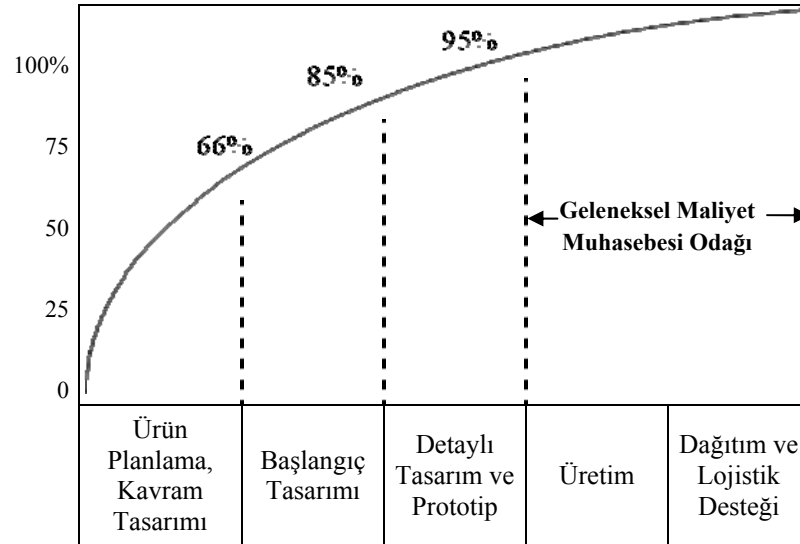 95%
100%
85%
75
66%
50
Geleneksel Maliyet
Muhasebesi Odağı
25
0
Ürün
Planlama,
Kavram
Tasarımı
Başlangıç
Tasarımı
Detaylı
Tasarım ve
Prototip
Üretim
Dağıtım ve
Lojistik
Desteği